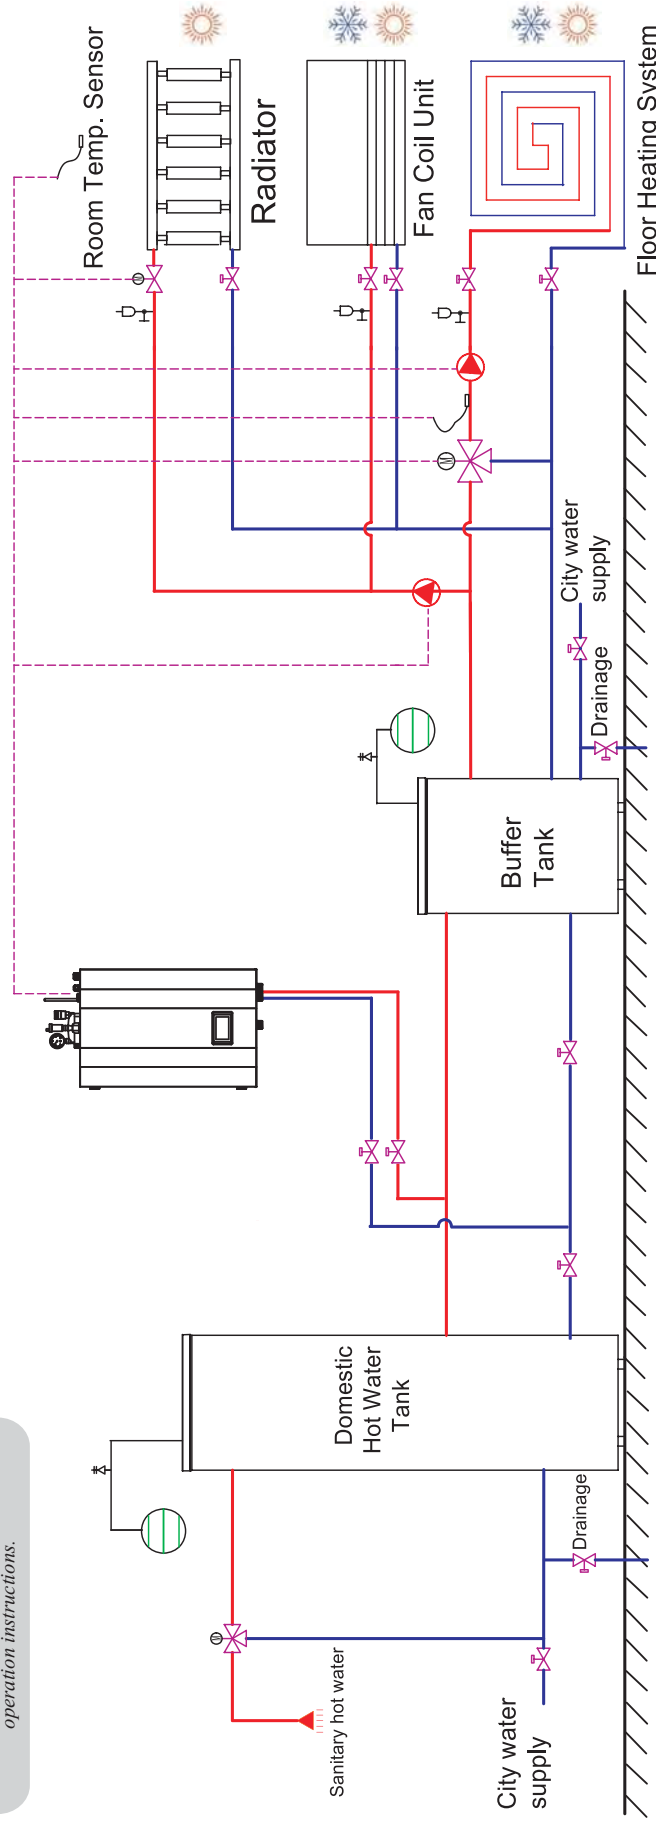 operation instructions.
Room Temp. Sensor
Radiator
Fan Coil Unit
Floor Heating System
City water
supply
Drainage
Buffer
Tank
Domestic
Hot Water
Tank
Drainage
Sanitary hot water
City water
supply